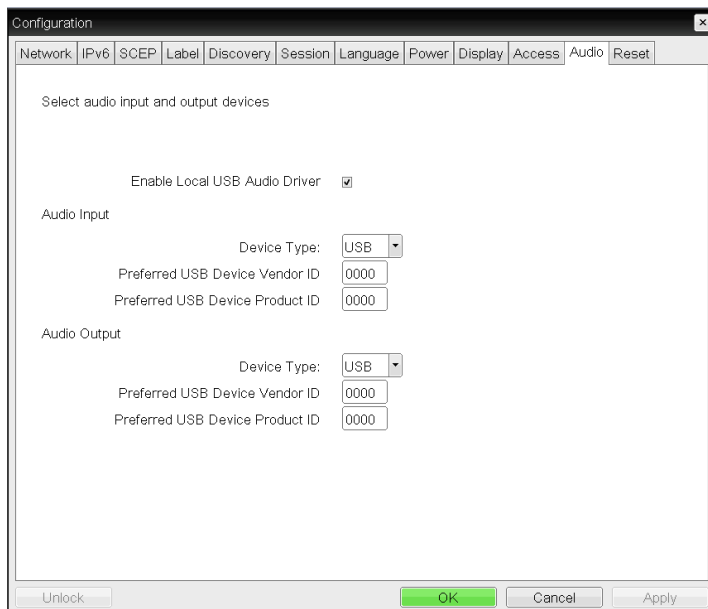 Configuration
Network IPv6 SCEP Label Discovery Session Language Power Display Access Audio Reset
Select audio input and output devices
Enable Local USB Audio Driver
Audio Input
Device Type: USB
Preferred USB Device Vendor ID 0000
Preferred USB Device Product ID 0000
Audio Output
Device Type: USB
Preferred USB Device Vendor ID 0000
Preferred USB Device Product ID 0000
Unlock OK Cancel Apply